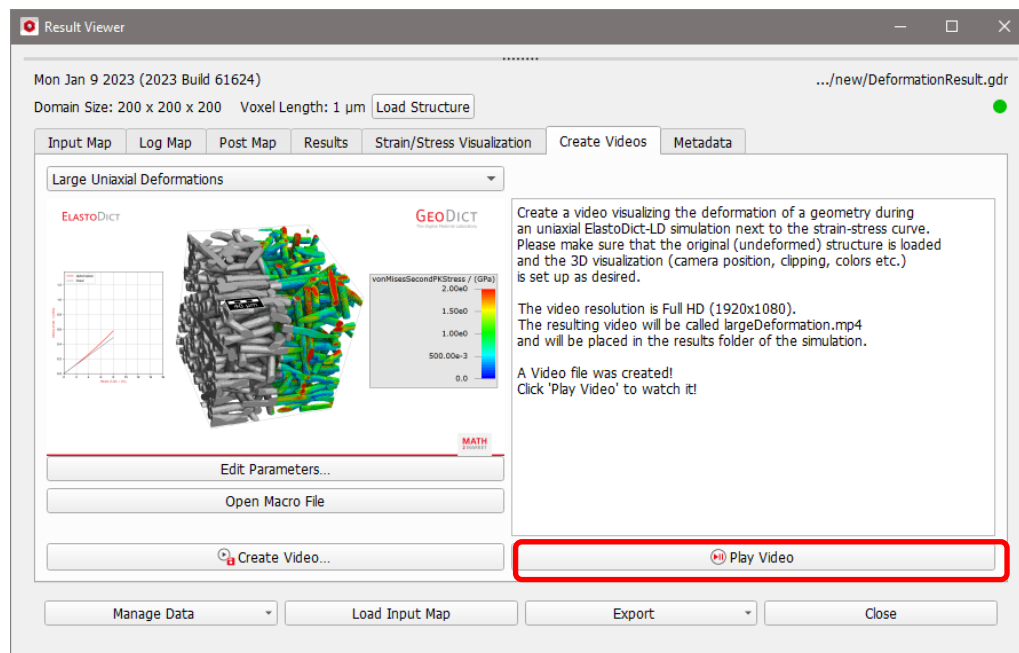 Result Viewer
Mon Jan 9 2023 (2023 Build 61624)
.../new/DeformationResult.gdr
Domain Size: 200 x 200 x 200 Voxel Length: 1 µm Load Structure
Input Map Log Map Post Map Results Strain/Stress Visualization Create Videos Metadata
Large Uniaxial Deformations
ELASTODICT
GEODICT
The Digital Material Laboratory
vonMisesSecondPKStress / (GPa)
2.00e0
1.50e0
1.00e0
500.00e-3
0.0
40 µm
MATH
2MARKET
Create a video visualizing the deformation of a geometry during
an uniaxial ElastoDict-LD simulation next to the strain-stress curve.
Please make sure that the original (undeformed) structure is loaded
and the 3D visualization (camera position, clipping, colors etc.)
is set up as desired.
The video resolution is Full HD (1920x1080).
The resulting video will be called largeDeformation.mp4
and will be placed in the results folder of the simulation.
A Video file was created!
Click 'Play Video' to watch it!
Edit Parameters...
Open Macro File
Create Video...
Play Video
Manage Data
Load Input Map
Export
Close